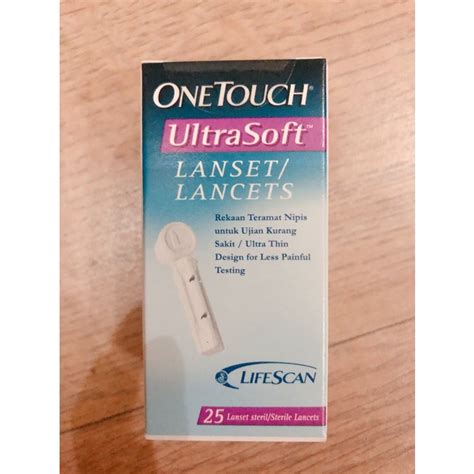 ONETOUCH®
UltraSoft™
LANSET/
LANCETS
Rekaan Teramat Nipis
untuk Ujian Kurang
Sakit / Ultra Thin
Design for Less Painful
Testing
LIFESCAN
25 Lanset steril/Sterile Lancets